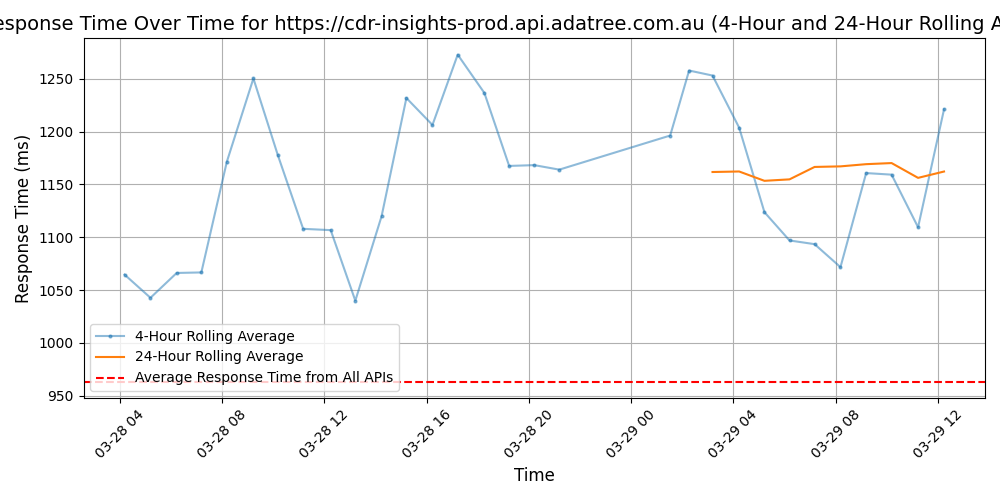 esponse Time Over Time for https://cdr-insights-prod.api.adatree.com.au (4-Hour and 24-Hour Rolling A
Response Time (ms)
1250
1200
1150
1100
1050
1000
950
4-Hour Rolling Average
24-Hour Rolling Average
Average Response Time from All APIs
03-28 04
03-28 08
03-28 12
03-28 16
03-28 20
03-29 00
03-29 04
03-29 08
03-29 12
Time